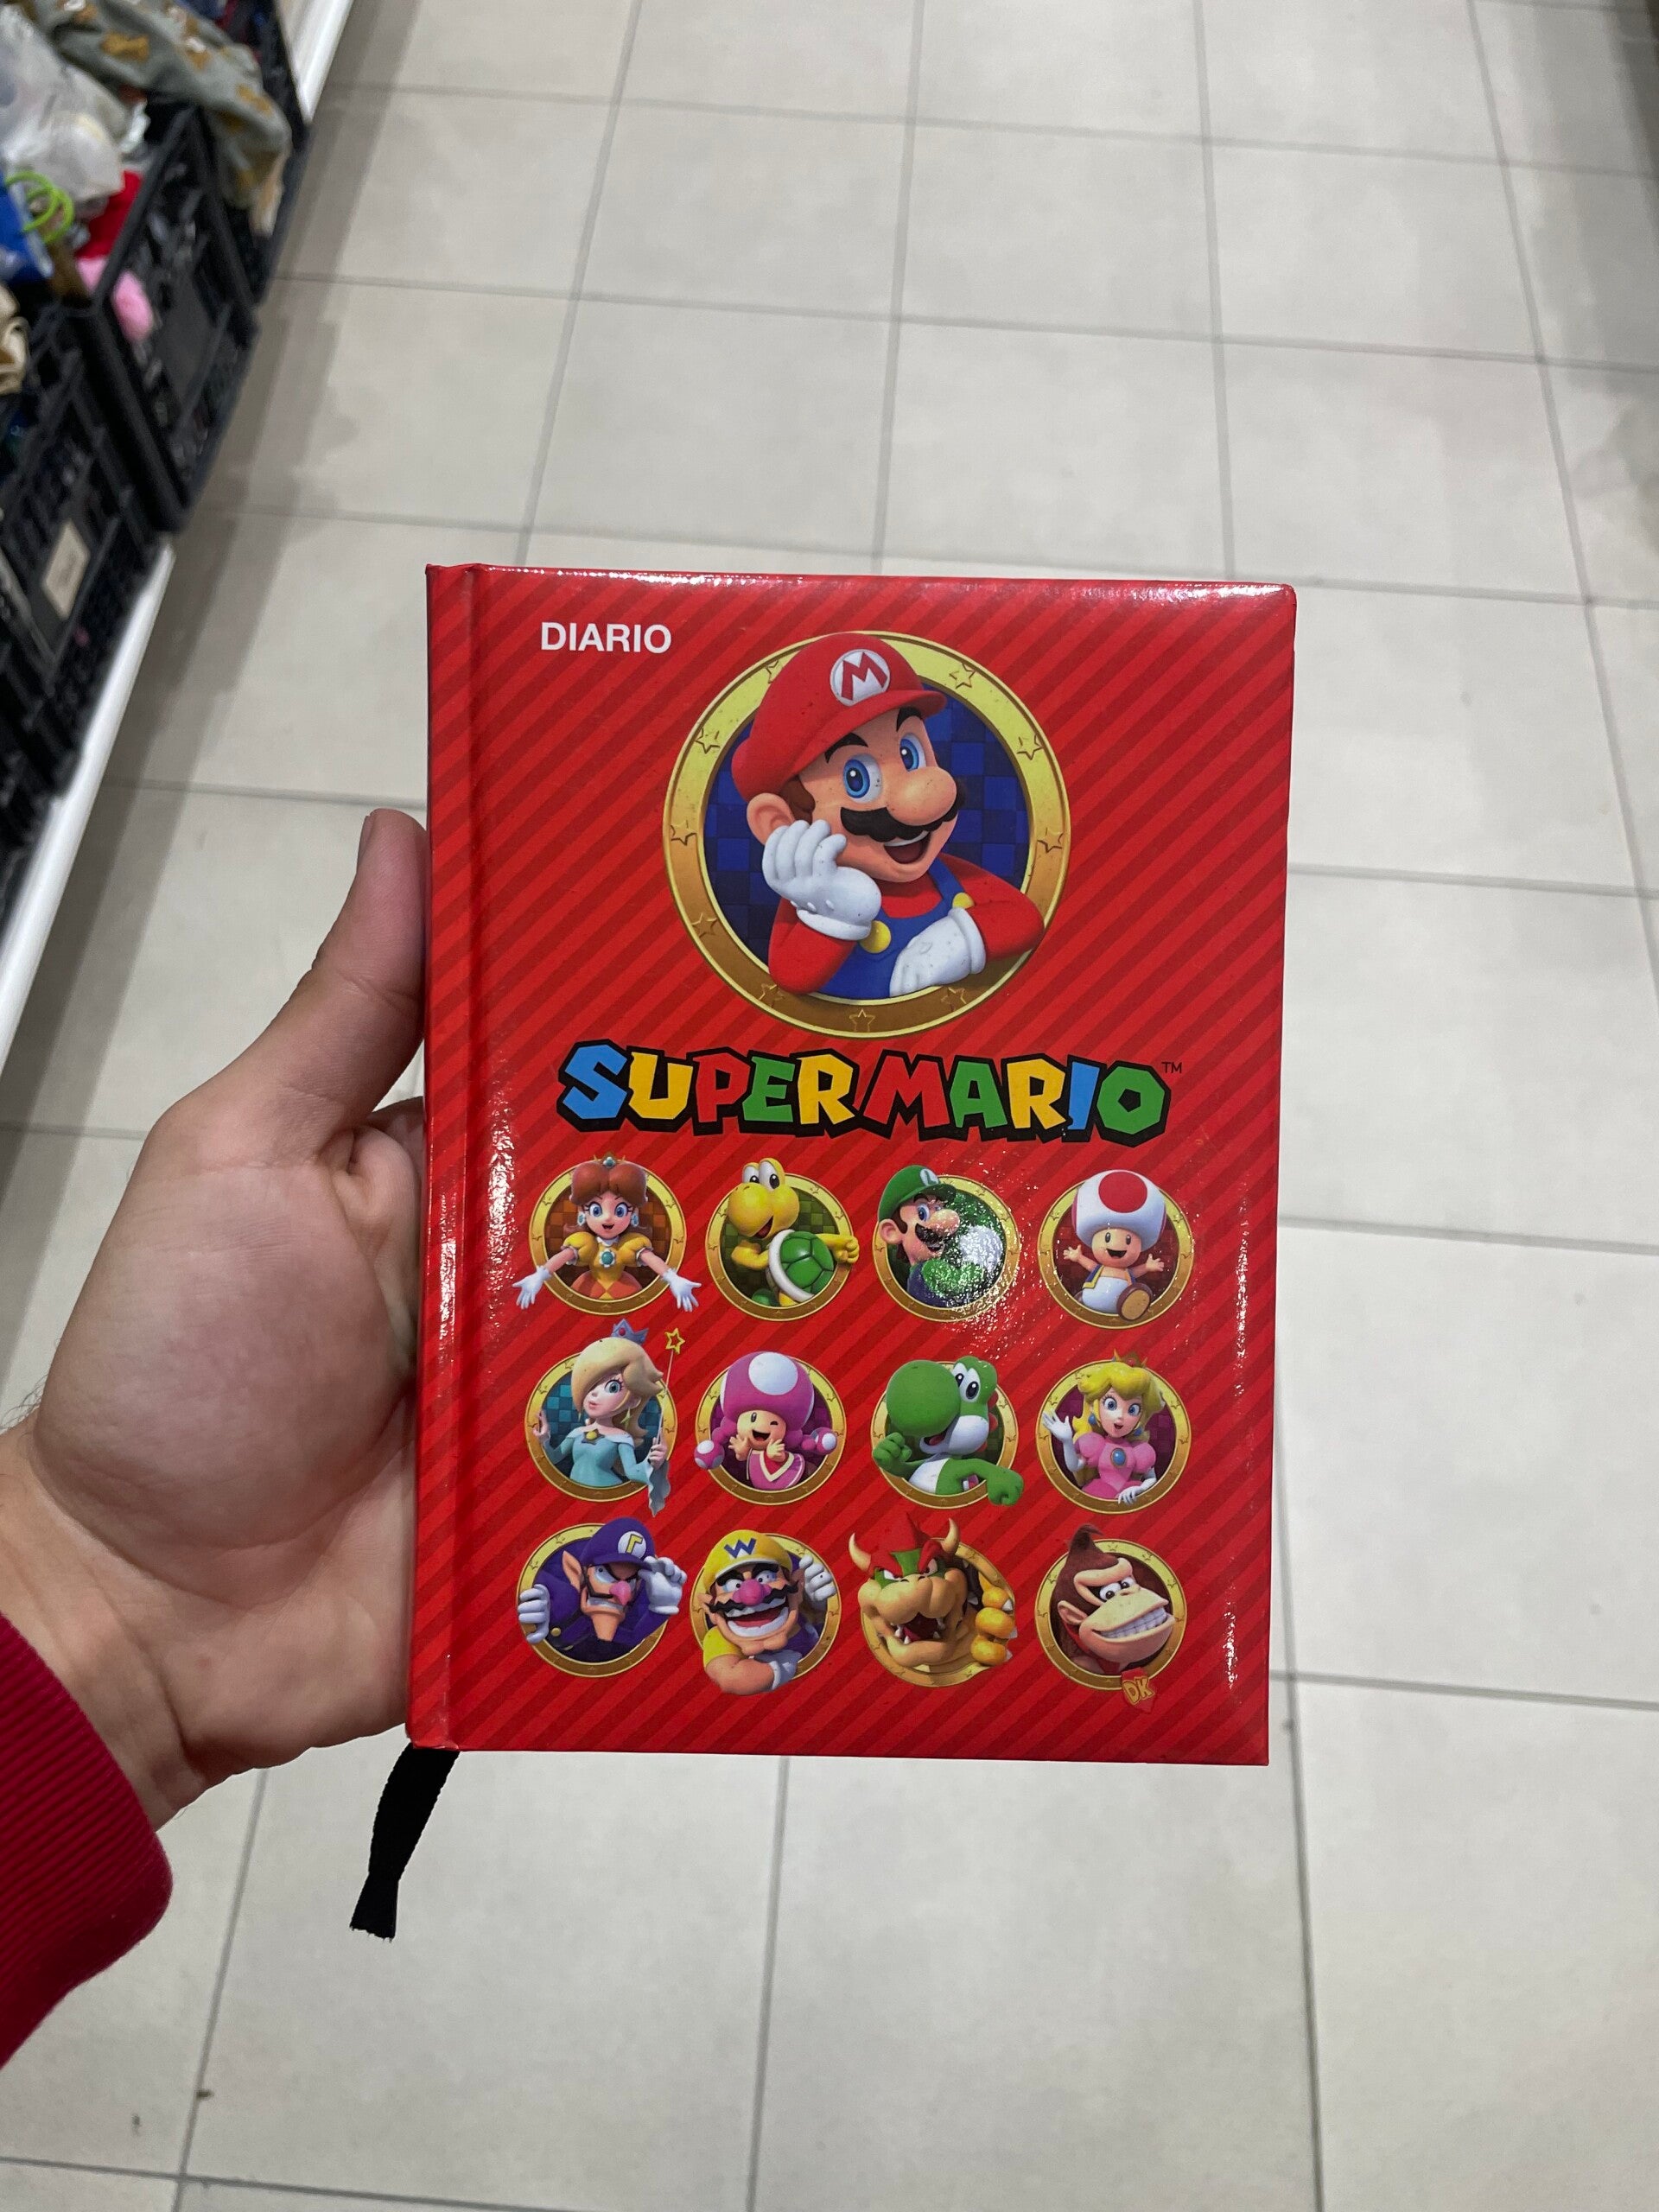 DIARIO
M
SUPER MARIO™
L
W
DK